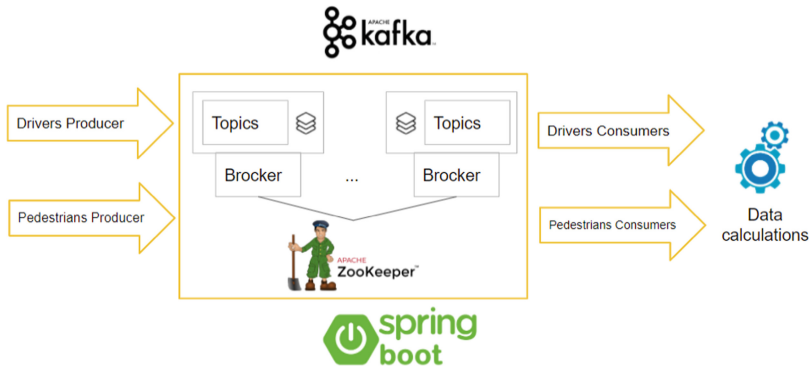 APACHE
kafka
Drivers Producer
Topics
Topics
Drivers Consumers
Brocker
...
Brocker
Pedestrians Producer
Pedestrians Consumers
Data
calculations
APACHE
ZooKeeper™
spring
boot